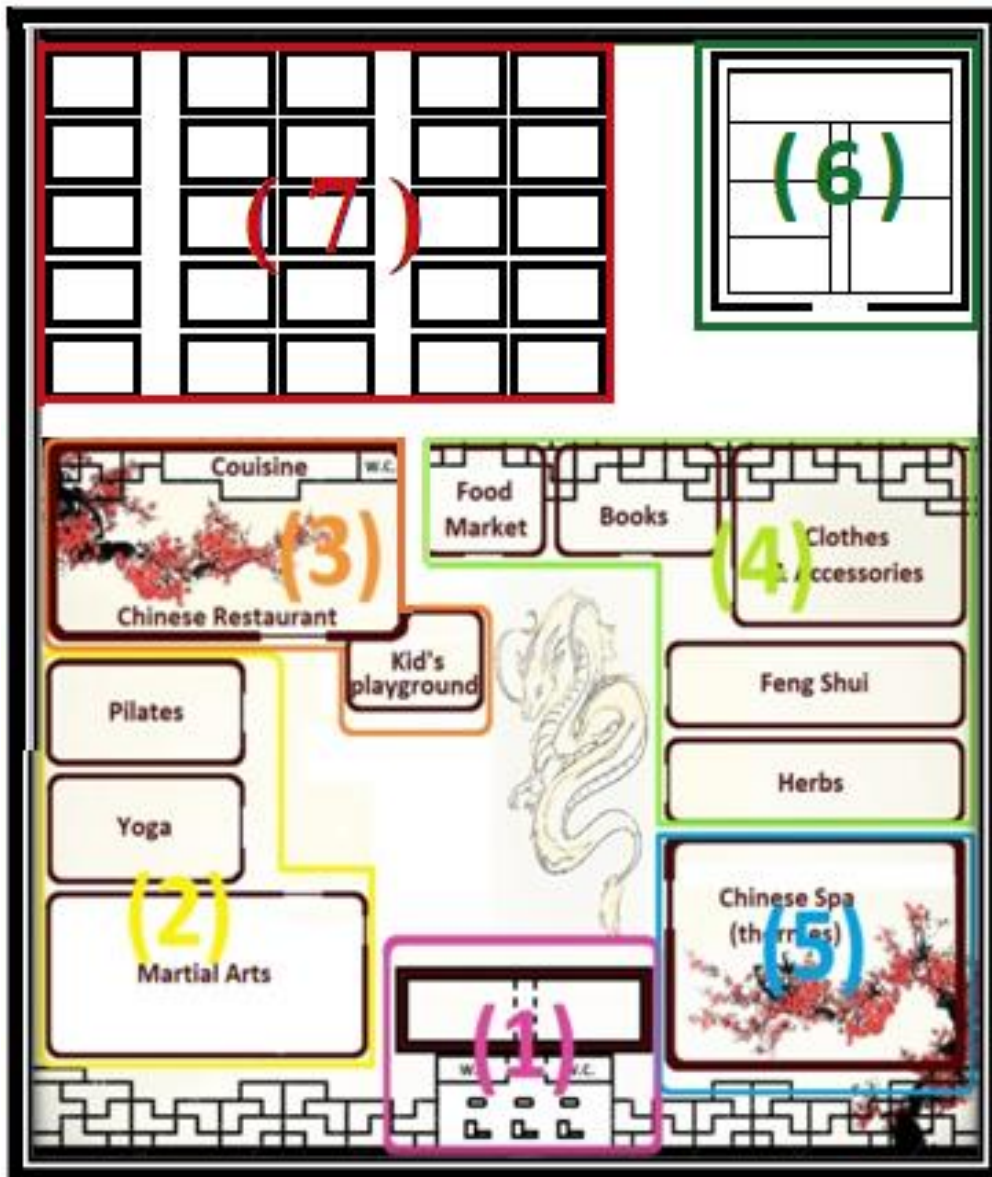 (7)
(6)
Couisine
W.C.
(3)
Chinese Restaurant
Kid's
playground
Food
Market
Books
(4)
Clothes
& Accessories
Feng Shui
Herbs
Pilates
Yoga
(2)
Martial Arts
Chinese Spa
(thermes)
(5)
(1)
W.C.